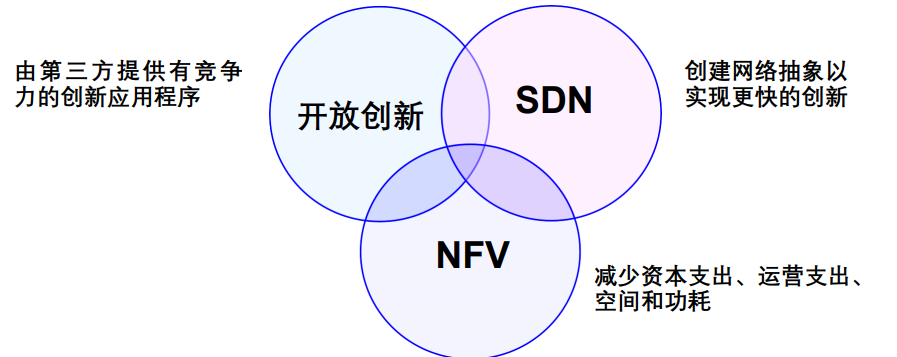 由第三方提供有竞争
力的创新应用程序
开放创新
SDN
创建网络抽象以
实现更快的创新
NFV
减少资本支出、运营支出、
空间和功耗